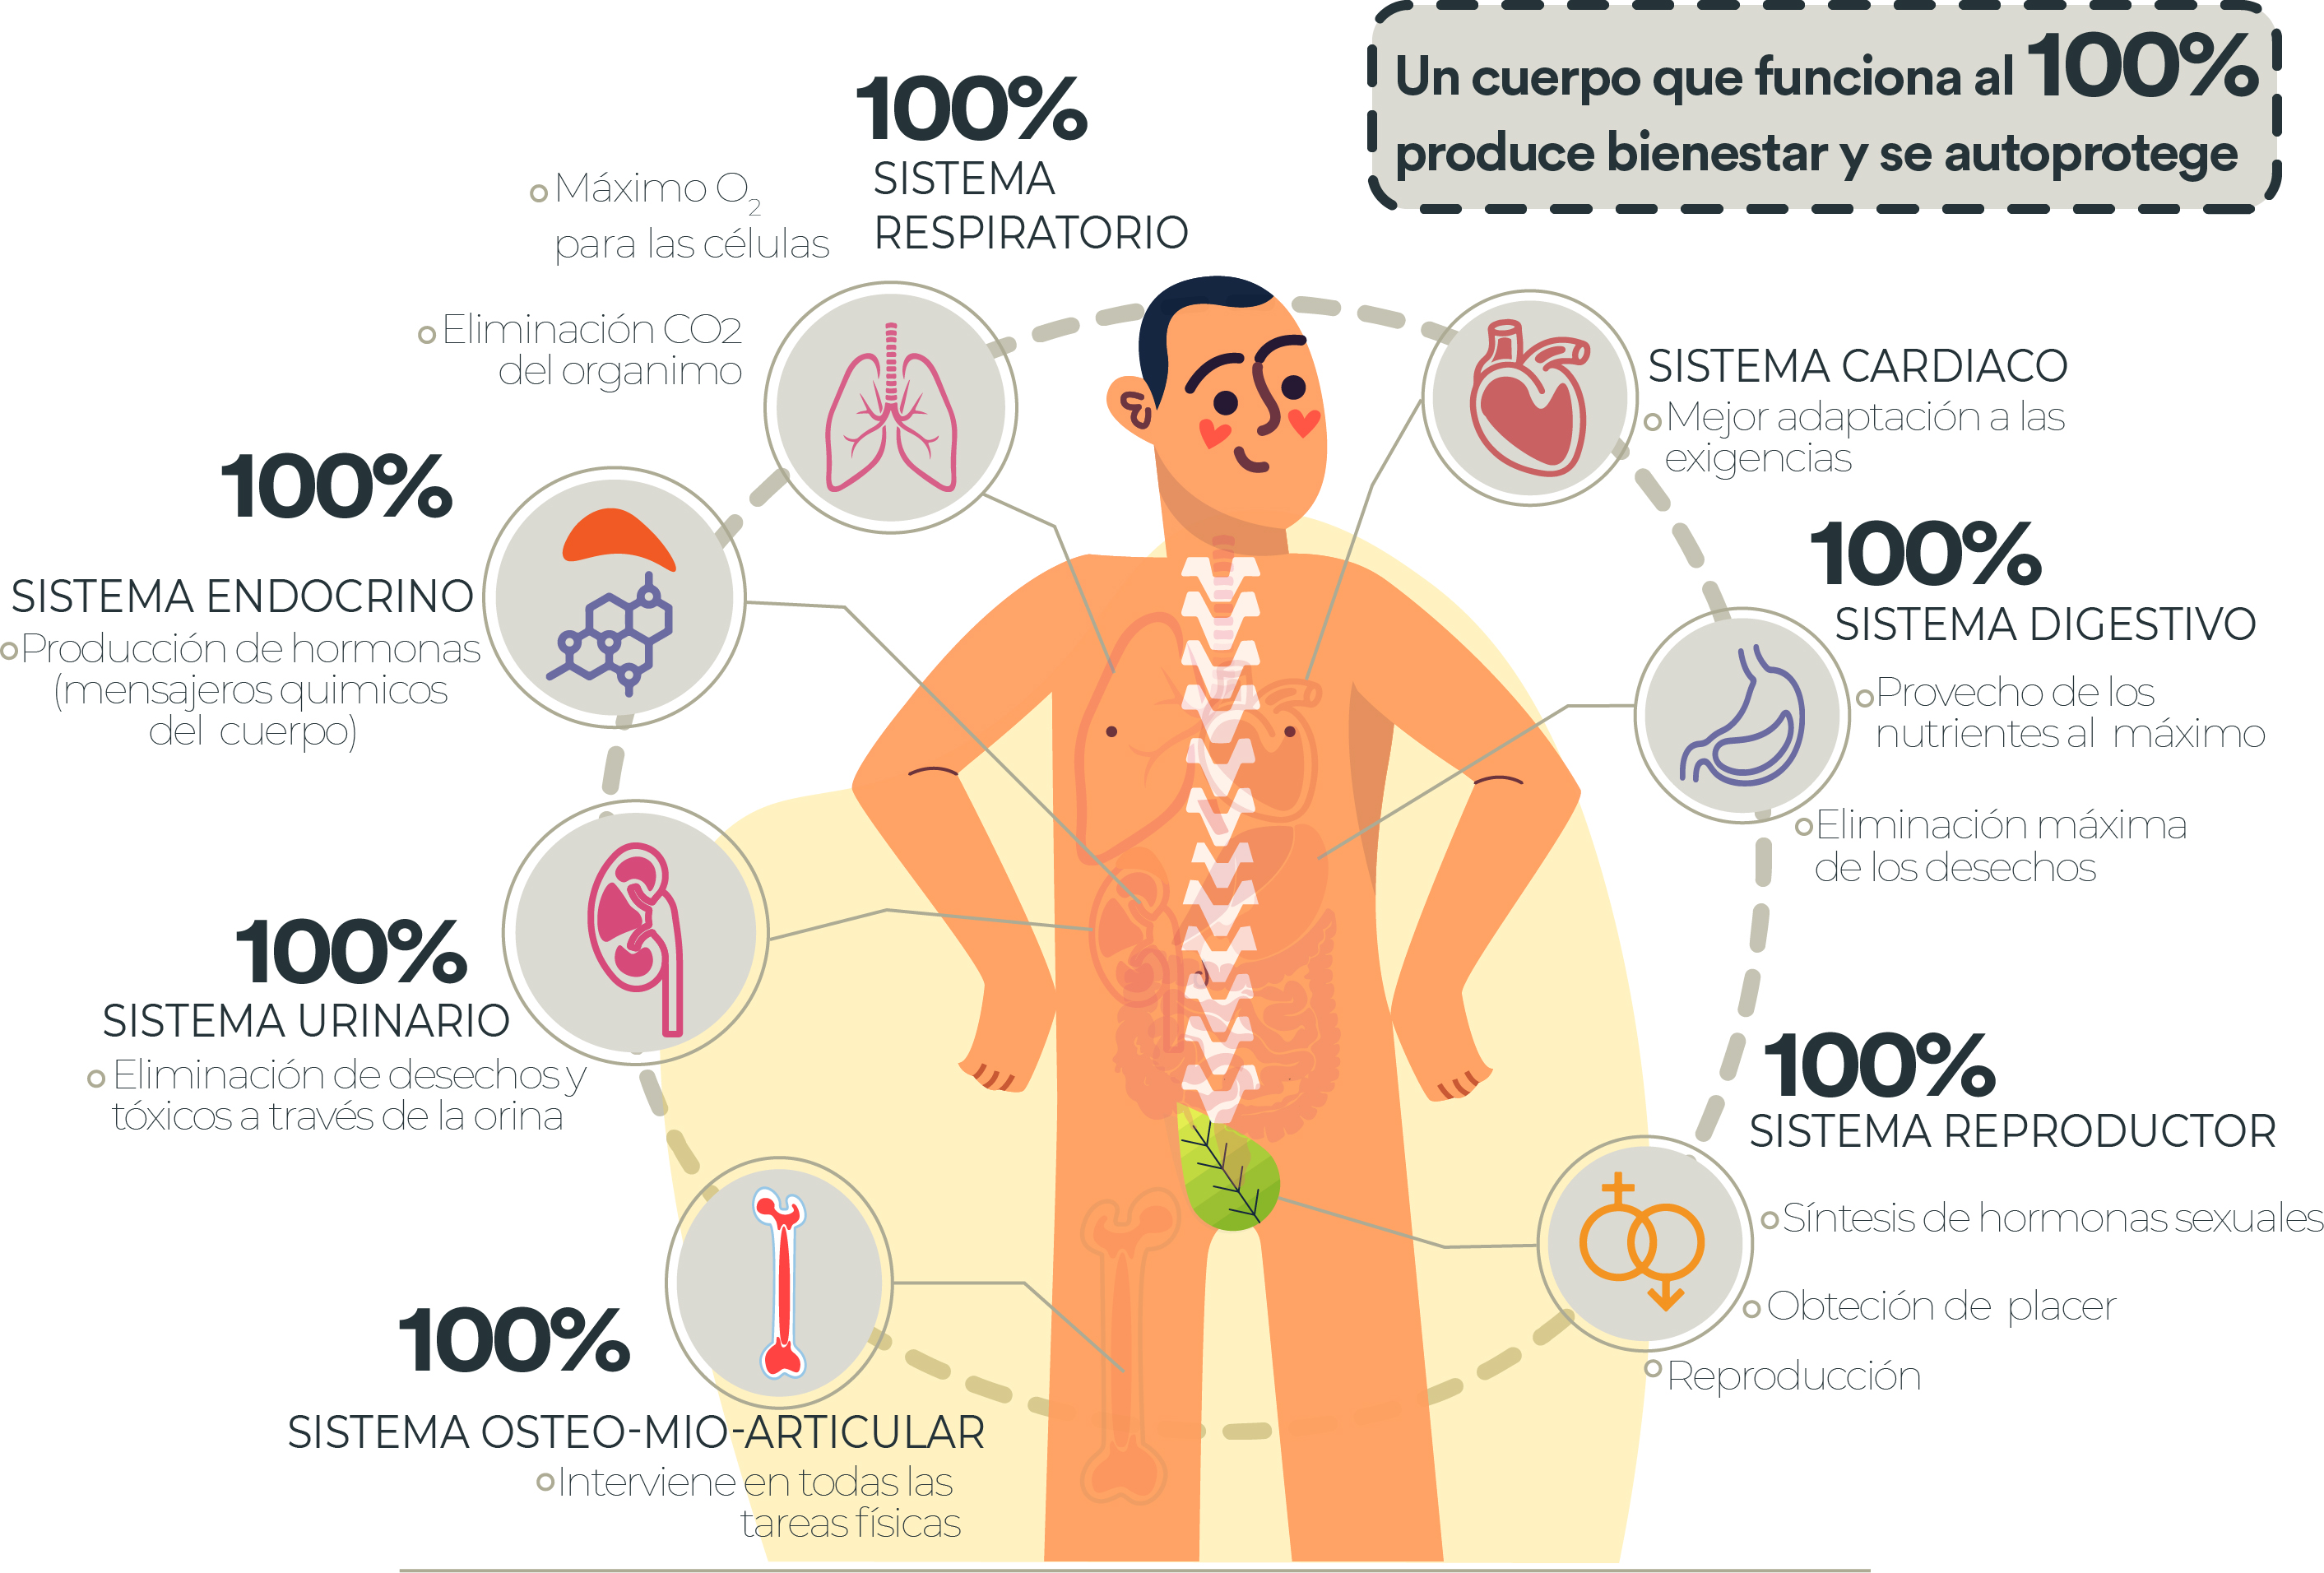 Un cuerpo que funciona al 100%
produce bienestar y se autoprotege
100%
SISTEMA
RESPIRATORIO
Máximo O₂
para las células
Eliminación CO2
del organimo
SISTEMA CARDIACO
Mejor adaptación a las
exigencias
100%
SISTEMA ENDOCRINO
Producción de hormonas
(mensajeros quimicos
del cuerpo)
100%
SISTEMA DIGESTIVO
Provecho de los
nutrientes al máximo
Eliminación máxima
de los desechos
100%
SISTEMA URINARIO
Eliminación de desechos y
tóxicos a través de la orina
100%
SISTEMA REPRODUCTOR
Síntesis de hormonas sexuales
Obteción de placer
Reproducción
100%
SISTEMA OSTEO-MIO-ARTICULAR
Interviene en todas las
tareas físicas